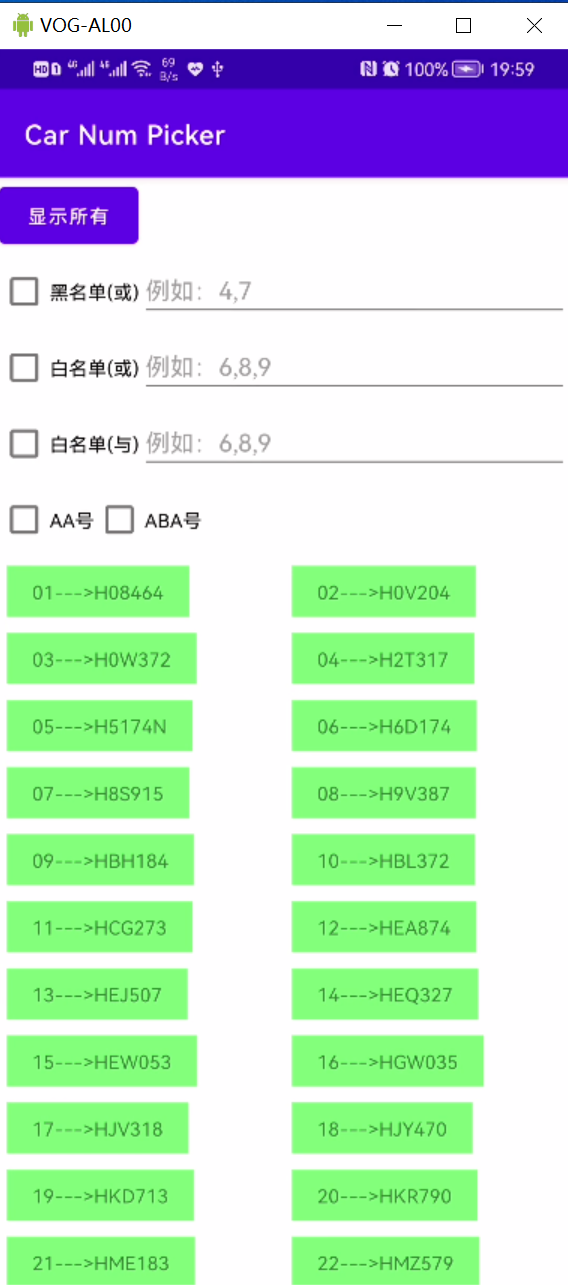 VOG-AL00
HD 1 4G 4G 69 B/s 100% 19:59
Car Num Picker
显示所有
黑名单(或) 例如：4,7
白名单(或) 例如：6,8,9
白名单(与) 例如：6,8,9
AA号 ABA号
01--->H08464 02--->H0V204
03--->H0W372 04--->H2T317
05--->H5174N 06--->H6D174
07--->H8S915 08--->H9V387
09--->HBH184 10--->HBL372
11--->HCG273 12--->HEA874
13--->HEJ507 14--->HEQ327
15--->HEW053 16--->HGW035
17--->HJV318 18--->HJY470
19--->HKD713 20--->HKR790
21--->HME183 22--->HMZ579